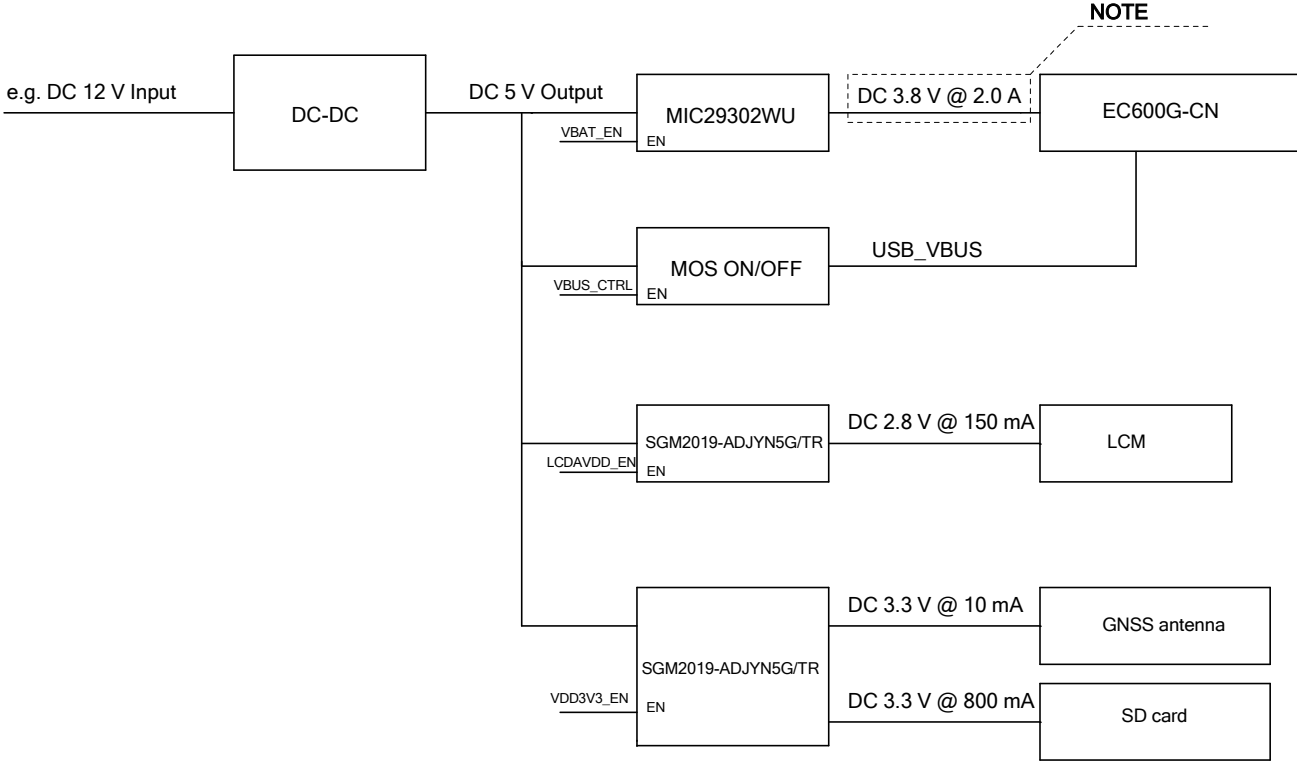 NOTE
e.g. DC 12 V Input
DC-DC
DC 5 V Output
MIC29302WU
DC 3.8 V @ 2.0 A
EC600G-CN
VBAT_EN
EN
MOS ON/OFF
USB_VBUS
VBUS_CTRL
EN
SGM2019-ADJYN5G/TR
DC 2.8 V @ 150 mA
LCM
LCDAVDD_EN
EN
DC 3.3 V @ 10 mA
GNSS antenna
SGM2019-ADJYN5G/TR
VDD3V3_EN
EN
DC 3.3 V @ 800 mA
SD card